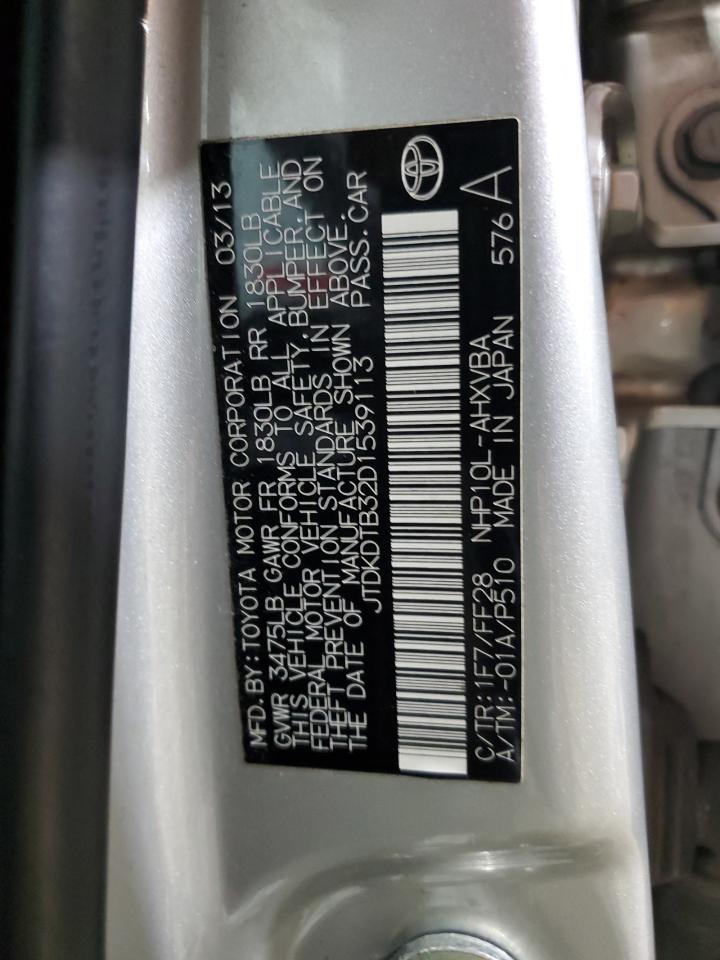 MFD.BY:TOYOTA MOTOR CORPORATION 03/13
GVWR 3475LB GAWR FR 1830LB RR 1830LB
THIS VEHICLE CONFORMS TO ALL APPLICABLE
FEDERAL MOTOR VEHICLE SAFETY,BUMPER,AND
THEFT PREVENTION STANDARDS IN EFFECT ON
THE DATE OF MANUFACTURE SHOWN ABOVE.
JTDKDTB32D1539113 PASS.CAR
C/TR:1F7/FF28 NHP10L-AHXVBA A
A/TM:-01A/P510 MADE IN JAPAN 576